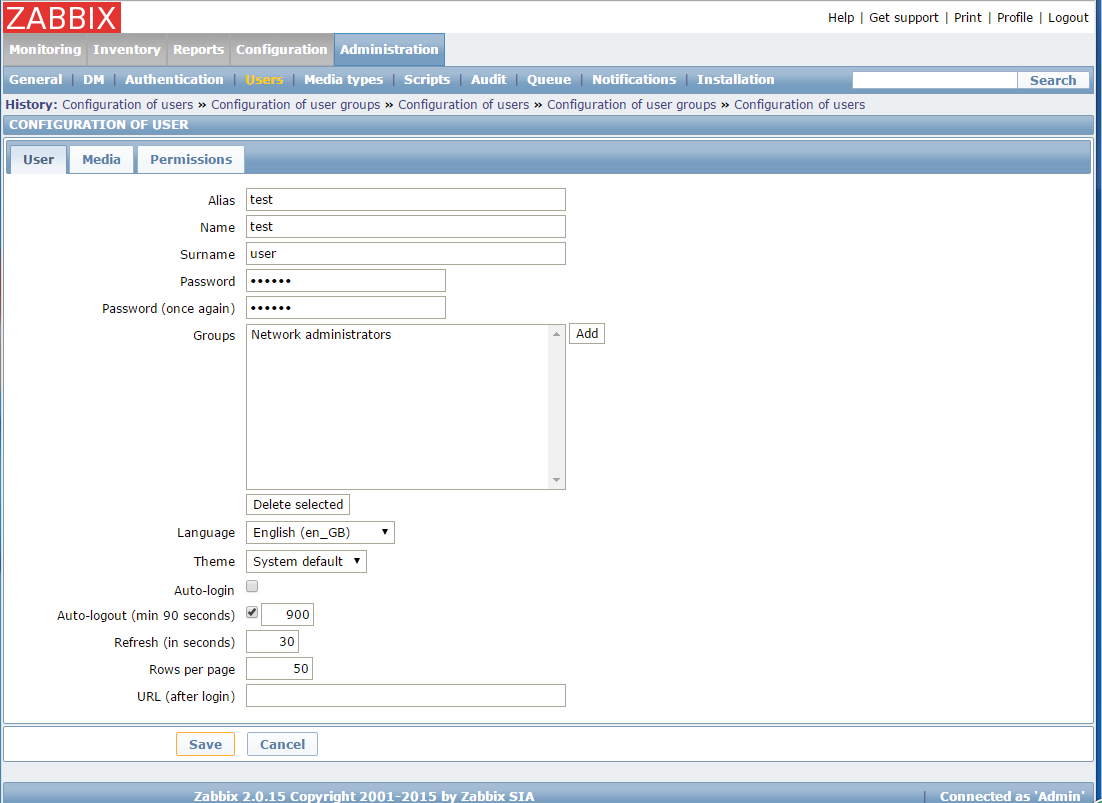 ZABBIX
Help | Get support | Print | Profile | Logout
Monitoring Inventory Reports Configuration Administration
General | DM | Authentication | Users | Media types | Scripts | Audit | Queue | Notifications | Installation Search
History: Configuration of users » Configuration of user groups » Configuration of users » Configuration of user groups » Configuration of users
CONFIGURATION OF USER
User Media Permissions
Alias test
Name test
Surname user
Password ••••••
Password (once again) ••••••
Groups Network administrators Add
Delete selected
Language English (en_GB)
Theme System default
Auto-login
Auto-logout (min 90 seconds) 900
Refresh (in seconds) 30
Rows per page 50
URL (after login)
Save Cancel
Zabbix 2.0.15 Copyright 2001-2015 by Zabbix SIA | Connected as 'Admin'